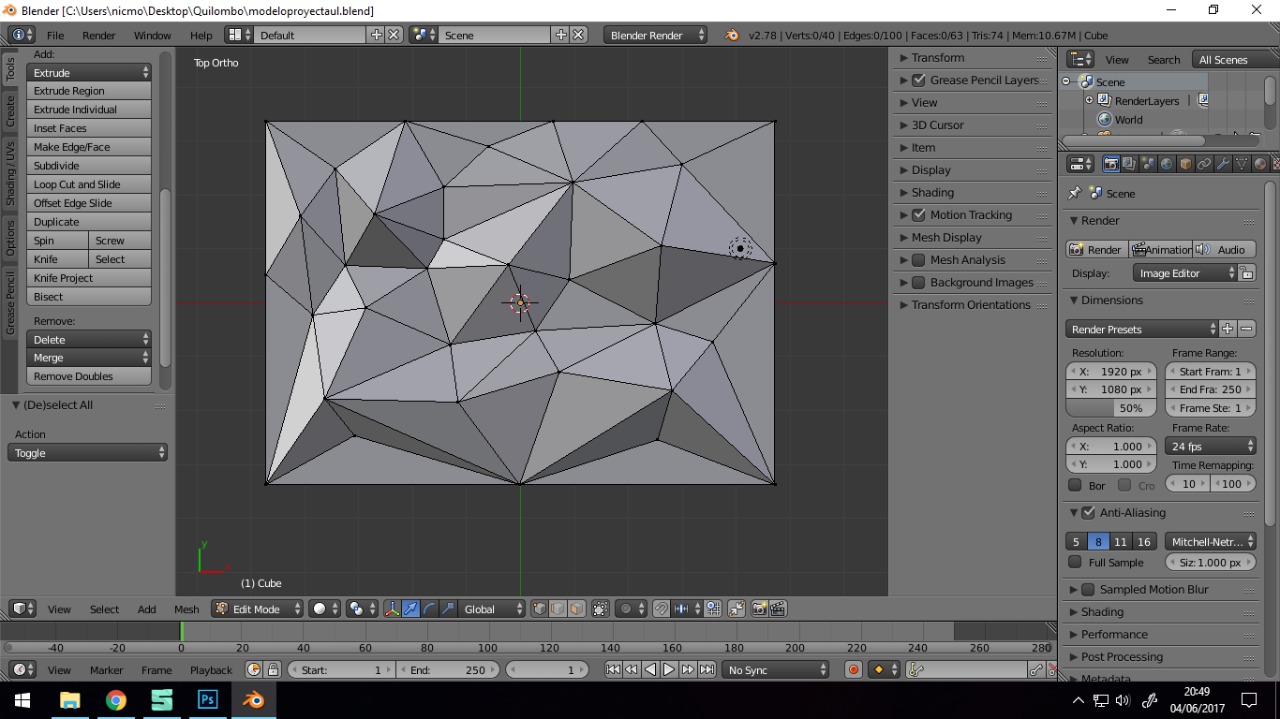 Blender [C:\Users\nicmo\Desktop\Quilombo\modeloproyectaul.blend]
File Render Window Help Default Scene Blender Render v2.78 | Verts:0/40 | Edges:0/100 | Faces:0/63 | Tris:74 | Mem:10.67M | Cube
Tools
Create
Shading / UVs
Options
Grease Pencil
Add:
Extrude
Extrude Region
Extrude Individual
Inset Faces
Make Edge/Face
Subdivide
Loop Cut and Slide
Offset Edge Slide
Duplicate
Spin Screw
Knife Select
Knife Project
Bisect
Remove:
Delete
Merge
Remove Doubles
(De)select All
Action
Toggle
Top Ortho
y
x
(1) Cube
Transform
Grease Pencil Layers
View
3D Cursor
Item
Display
Shading
Motion Tracking
Mesh Display
Mesh Analysis
Background Images
Transform Orientations
View Search All Scenes
Scene
RenderLayers |
World
Scene
Render
Render Animation Audio
Display: Image Editor
Dimensions
Render Presets
Resolution: Frame Range:
X: 1920 px Start Fram: 1
Y: 1080 px End Fra: 250
50% Frame Ste: 1
Aspect Ratio: Frame Rate:
X: 1.000 24 fps
Y: 1.000 Time Remapping:
Bor Cro 10 100
Anti-Aliasing
5 8 11 16 Mitchell-Netr...
Full Sample Siz: 1.000 px
Sampled Motion Blur
Shading
Performance
Post Processing
Metadata
View Select Add Mesh Edit Mode Global
-40 -20 0 20 40 60 80 100 120 140 160 180 200 220 240 260 280
View Marker Frame Playback Start: 1 End: 250 1 No Sync
Ps
20:49
04/06/2017